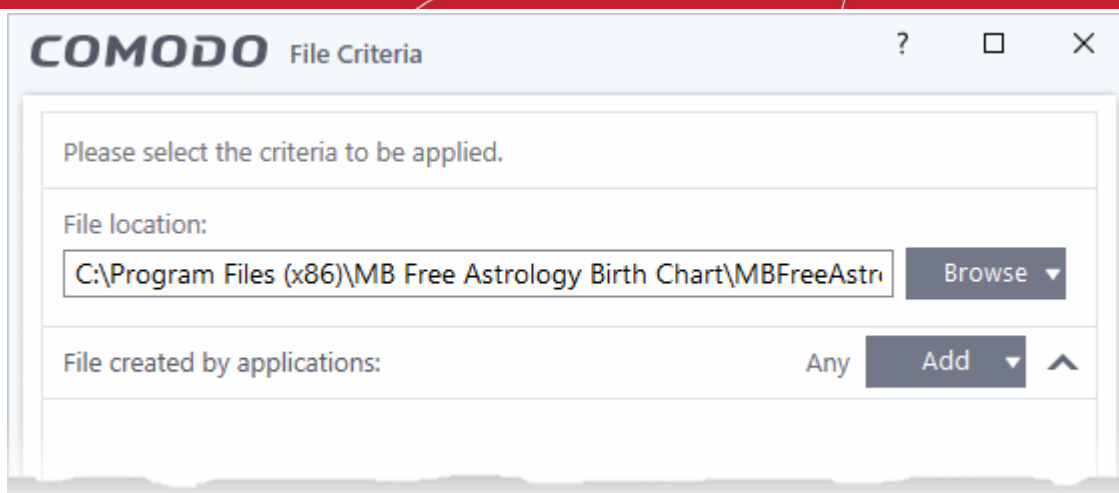 COMODO File Criteria ?
Please select the criteria to be applied.
File location:
C:\Program Files (x86)\MB Free Astrology Birth Chart\MBFreeAstr Browse
File created by applications: Any Add